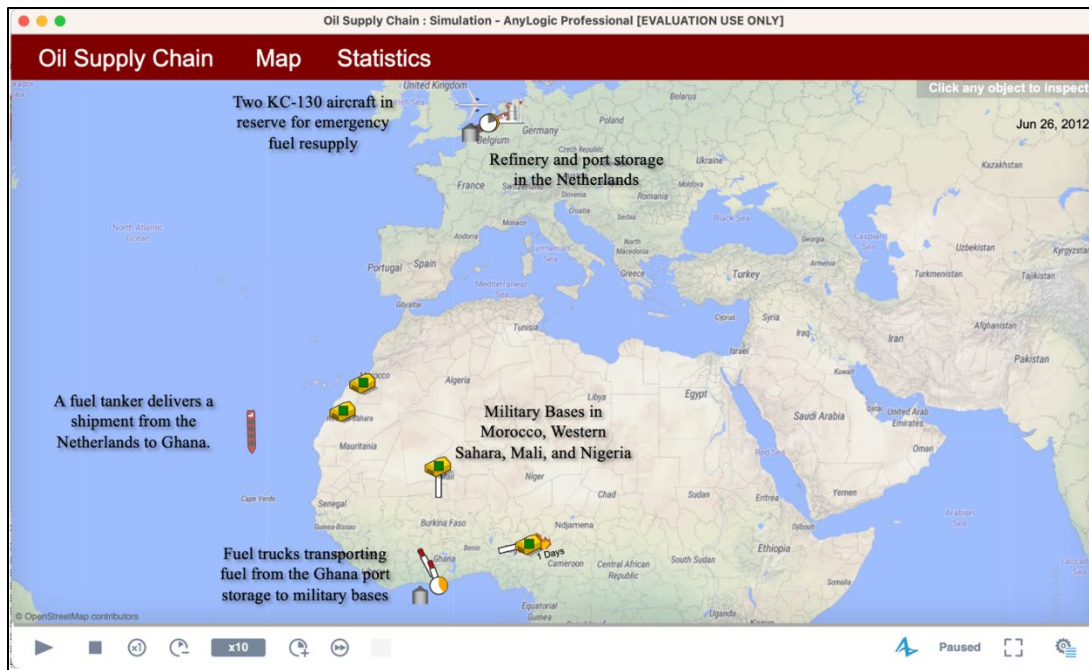 Oil Supply Chain : Simulation - AnyLogic Professional [EVALUATION USE ONLY]
Oil Supply Chain Map Statistics
Click any object to inspect
Jun 26, 2012
United Kingdom
Belarus
Two KC-130 aircraft in
reserve for emergency
fuel resupply
Poland
Belgium
Germany
Czech Republic
Refinery and port storage
in the Netherlands
Ukraine
Kazakhstan
France
Slovenia
Moldova
Romania
Croatia
Serbia
Monaco
North Atlantic
Ocean
Andorra
North
Macedonia
Black Sea
Georgia
Caspian
Sea
Uzbekistan
Kyrgyzstan
Portugal
Spain
Tyrrhenian
Sea
Greece
Turkey
Armenia
Turkmenistan
Tajikistan
Gibraltar
Mediterranean
Sea
Tunisia
Cyprus
Syria
Iraq
Iran
Afghanistan
Israel
Pakistan
Morocco
Algeria
Libya
Egypt
Kuwait
A fuel tanker delivers a
shipment from the
Netherlands to Ghana.
Military Bases in
Morocco, Western
Sahara, Mali, and Nigeria
Saudi Arabia
Qatar
United Arab
Emirates
Oman
Mauritania
Red Sea
Mali
Niger
Chad
Sudan
Eritrea
Yemen
Cape Verde
Senegal
Guinea-Bissau
Burkina Faso
Ndjamena
Djibouti
Arabian
Sea
Fuel trucks transporting
fuel from the Ghana port
storage to military bases
Ghana
Benin
1 Days
Cameroon
Central African
Republic
South Sudan
Ethiopia
Somalia
Equatorial
Guinea
Uganda
© OpenStreetMap contributors
x1
x10
Paused